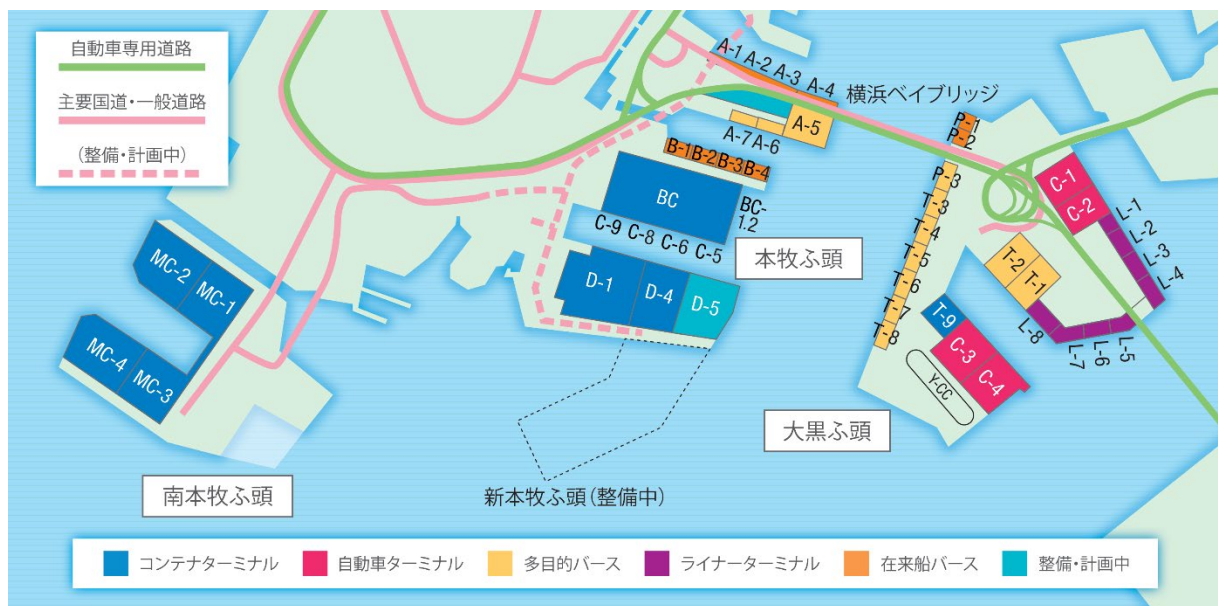 自動車専用道路
主要国道・一般道路
(整備・計画中)
A-1
A-2
A-3
A-4
横浜ベイブリッジ
A-5
A-7
A-6
B-1
B-2
B-3
B-4
BC
BC-1.2
C-9
C-8
C-6
C-5
本牧ふ頭
D-1
D-4
D-5
MC-2
MC-1
MC-4
MC-3
南本牧ふ頭
新本牧ふ頭(整備中)
P-1
P-2
P-3
T-3
T-4
T-5
T-6
T-7
T-8
C-1
C-2
L-1
L-2
L-3
L-4
T-2
T-1
L-8
L-7
L-6
L-5
T-9
C-3
C-4
Y-CC
大黒ふ頭
コンテナターミナル
自動車ターミナル
多目的バース
ライナーターミナル
在来船バース
整備・計画中